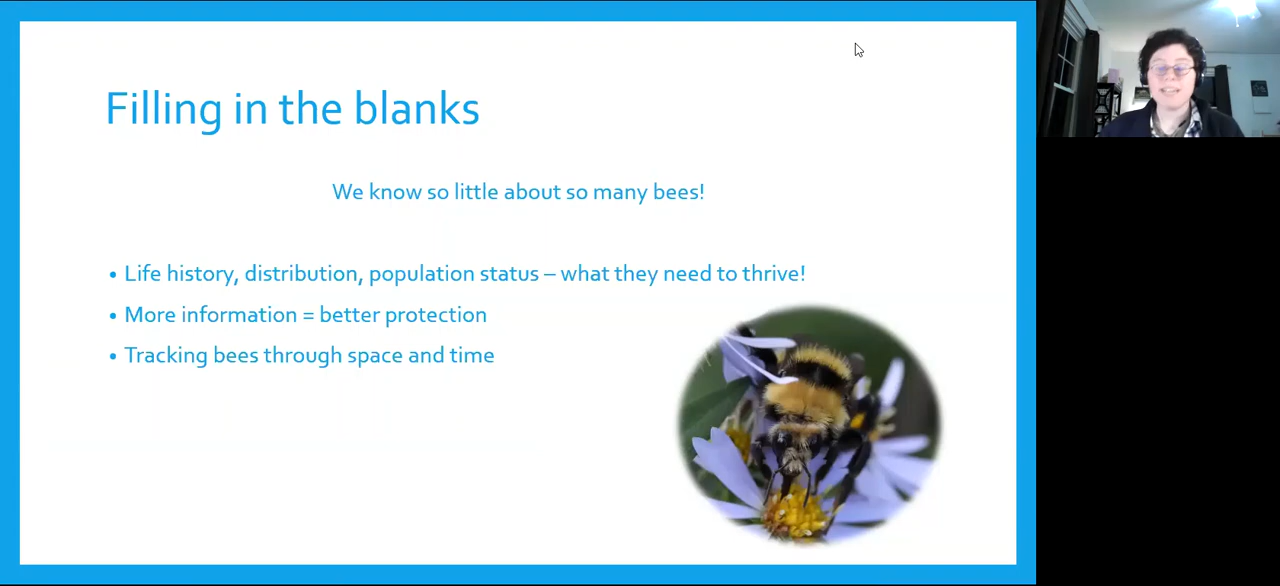 Filling in the blanks
We know so little about so many bees!
• Life history, distribution, population status – what they need to thrive!
• More information = better protection
• Tracking bees through space and time